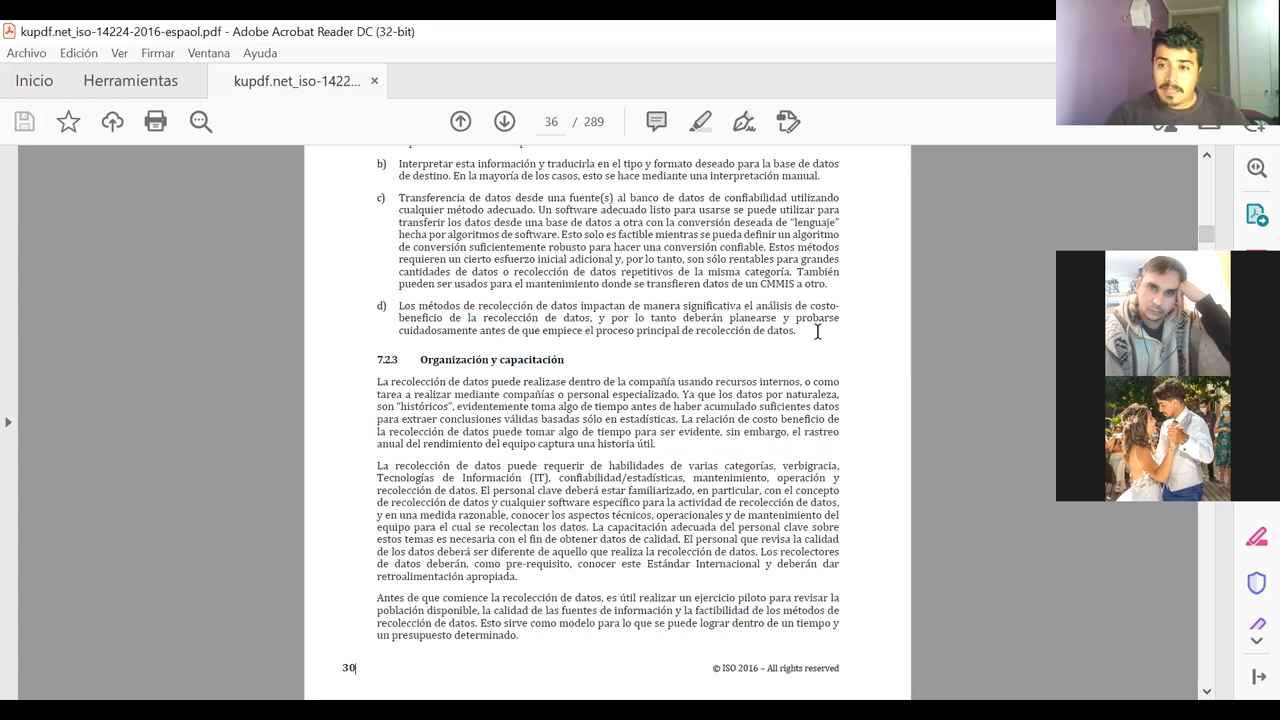 kupdf.net_iso-14224-2016-espaol.pdf - Adobe Acrobat Reader DC (32-bit)
Archivo Edición Ver Firmar Ventana Ayuda
Inicio Herramientas kupdf.net_iso-1422... ×
36 / 289
b) Interpretar esta información y traducirla en el tipo y formato deseado para la base de datos
de destino. En la mayoría de los casos, esto se hace mediante una interpretación manual.
c) Transferencia de datos desde una fuente(s) al banco de datos de confiabilidad utilizando
cualquier método adecuado. Un software adecuado listo para usarse se puede utilizar para
transferir los datos desde una base de datos a otra con la conversión deseada de “lenguaje”
hecha por algoritmos de software. Esto solo es factible mientras se pueda definir un algoritmo
de conversión suficientemente robusto para hacer una conversión confiable. Estos métodos
requieren un cierto esfuerzo inicial adicional y, por lo tanto, son sólo rentables para grandes
cantidades de datos o recolección de datos repetitivos de la misma categoría. También
pueden ser usados para el mantenimiento donde se transfieren datos de un CMMIS a otro.
d) Los métodos de recolección de datos impactan de manera significativa el análisis de costo-
beneficio de la recolección de datos, y por lo tanto deberán planearse y probarse
cuidadosamente antes de que empiece el proceso principal de recolección de datos.
7.2.3 Organización y capacitación
La recolección de datos puede realizase dentro de la compañía usando recursos internos, o como
tarea a realizar mediante compañías o personal especializado. Ya que los datos por naturaleza,
son “históricos”, evidentemente toma algo de tiempo antes de haber acumulado suficientes datos
para extraer conclusiones válidas basadas sólo en estadísticas. La relación de costo beneficio de
la recolección de datos puede tomar algo de tiempo para ser evidente, sin embargo, el rastreo
anual del rendimiento del equipo captura una historia útil.
La recolección de datos puede requerir de habilidades de varias categorías, verbigracia,
Tecnologías de Información (IT), confiabilidad/estadísticas, mantenimiento, operación y
recolección de datos. El personal clave deberá estar familiarizado, en particular, con el concepto
de recolección de datos y cualquier software específico para la actividad de recolección de datos,
y en una medida razonable, conocer los aspectos técnicos, operacionales y de mantenimiento del
equipo para el cual se recolectan los datos. La capacitación adecuada del personal clave sobre
estos temas es necesaria con el fin de obtener datos de calidad. El personal que revisa la calidad
de los datos deberá ser diferente de aquello que realiza la recolección de datos. Los recolectores
de datos deberán, como pre-requisito, conocer este Estándar Internacional y deberán dar
retroalimentación apropiada.
Antes de que comience la recolección de datos, es útil realizar un ejercicio piloto para revisar la
población disponible, la calidad de las fuentes de información y la factibilidad de los métodos de
recolección de datos. Esto sirve como modelo para lo que se puede lograr dentro de un tiempo y
un presupuesto determinado.
30 © ISO 2016 – All rights reserved